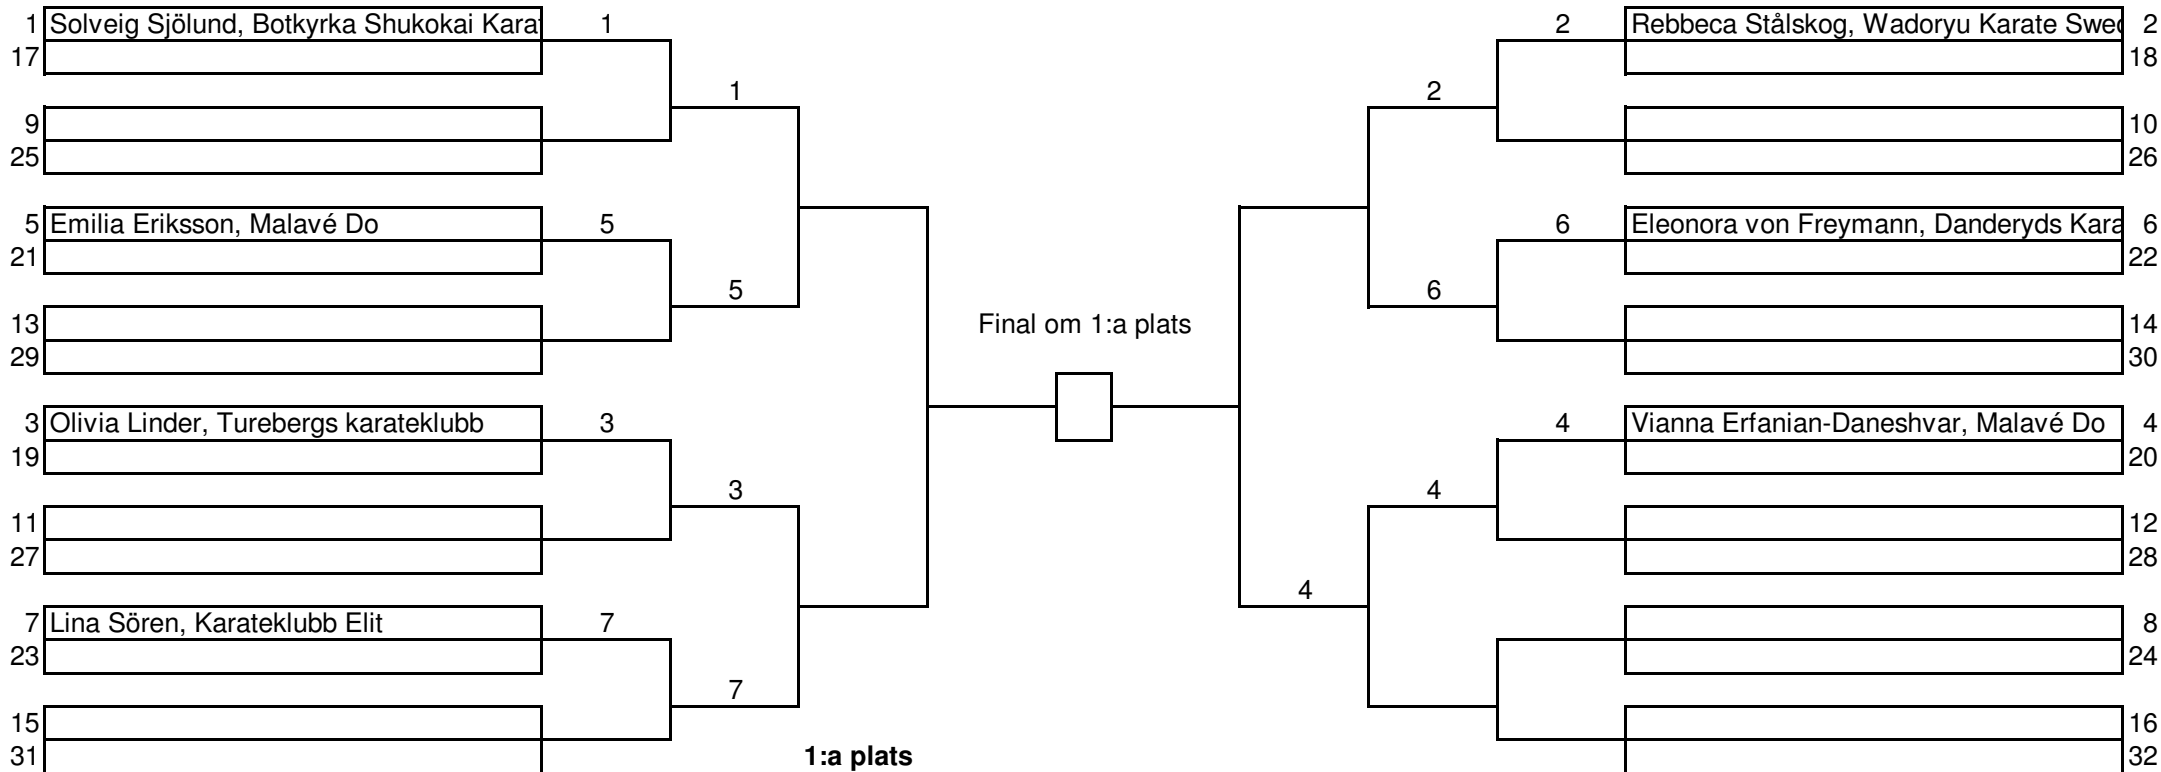 1 Solveig Sjölund, Botkyrka Shukokai Karat 1 2 Rebbeca Stålskog, Wadoryu Karate Swed 2
17 18
1 2
9 10
25 26
5 Emilia Eriksson, Malavé Do 5 6 Eleonora von Freymann, Danderyds Kara 6
21 22
5 6
13 Final om 1:a plats 14
29 30
3 Olivia Linder, Turebergs karateklubb 3 4 Vianna Erfanian-Daneshvar, Malavé Do 4
19 20
3 4
11 12
27 28
4
7 Lina Sören, Karateklubb Elit 7 8
23 24
7
15 16
31 1:a plats 32